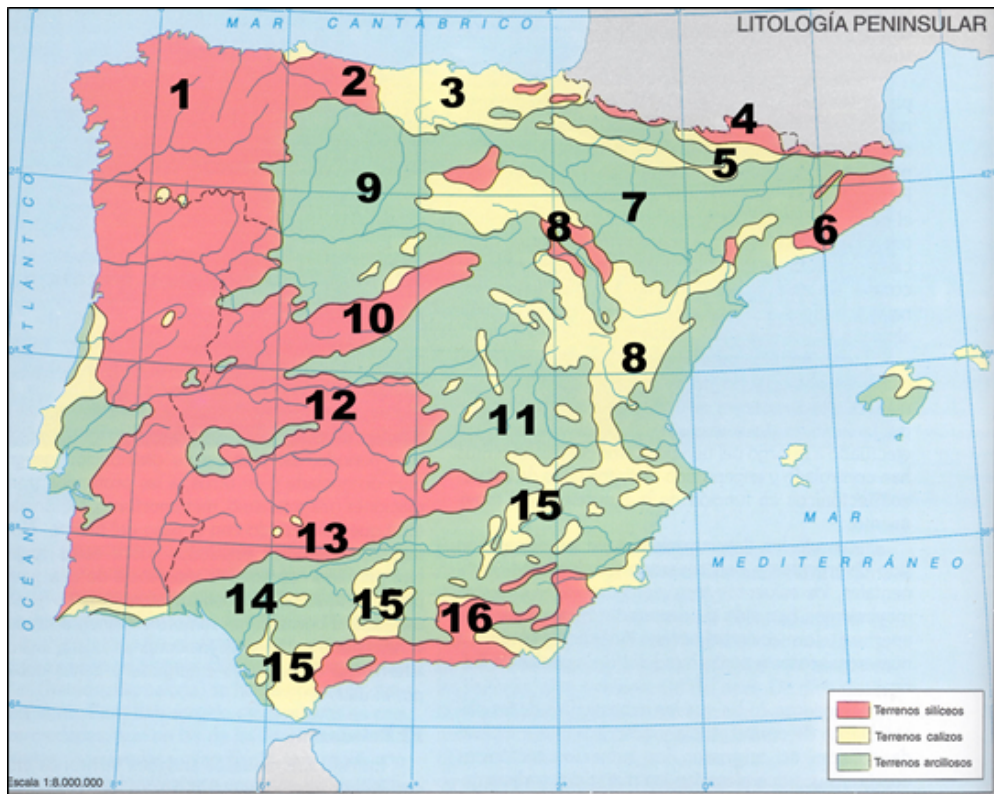 MAR CANTÁBRICO
LITOLOGÍA PENINSULAR
1
2
3
4
5
9
7
8
6
10
8
12
11
15
13
14
15
16
15
OCÉANO ATLÁNTICO
MAR
MEDITERRÁNEO
Terrenos silíceos
Terrenos calizos
Terrenos arcillosos
Escala 1:8.000.000